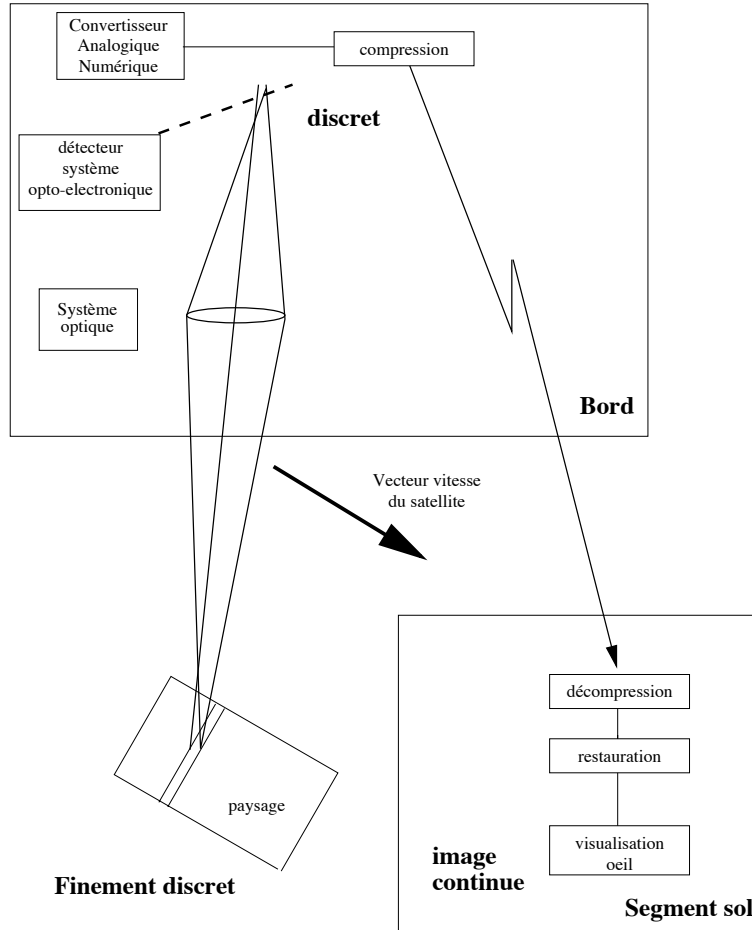 Convertisseur
Analogique
Numérique
compression
discret
détecteur
système
opto-electronique
Système
optique
Bord
Vecteur vitesse
du satellite
décompression
restauration
paysage
visualisation
oeil
image
continue
Finement discret
Segment sol